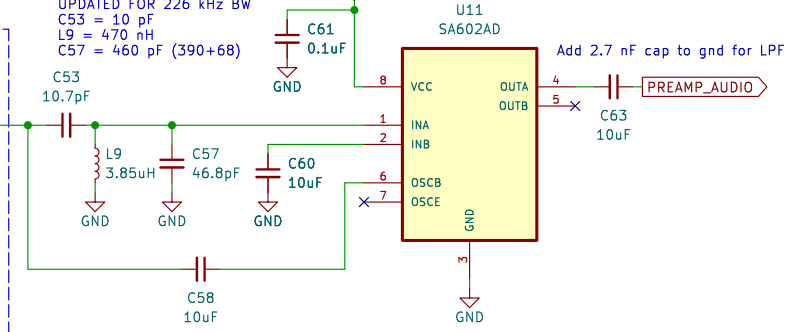 UPDATED FOR 226 kHz BW
C53 = 10 pF
L9 = 470 nH
C57 = 460 pF (390+68)
C61
0.1uF
GND
U11
SA602AD
Add 2.7 nF cap to gnd for LPF
8
VCC
OUTA
4
OUTB
5
C63
10uF
PREAMP_AUDIO
C53
10.7pF
1
INA
2
INB
L9
3.85uH
GND
C57
46.8pF
GND
C60
10uF
GND
6
OSCB
7
OSCE
GND
3
GND
C58
10uF